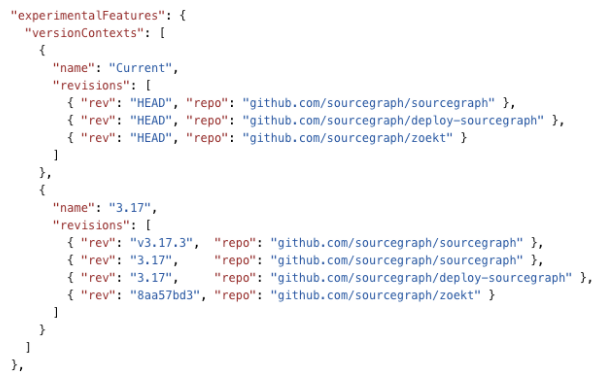 "experimentalFeatures": {
  "versionContexts": [
    {
      "name": "Current",
      "revisions": [
        { "rev": "HEAD", "repo": "github.com/sourcegraph/sourcegraph" },
        { "rev": "HEAD", "repo": "github.com/sourcegraph/deploy-sourcegraph" },
        { "rev": "HEAD", "repo": "github.com/sourcegraph/zoekt" }
      ]
    },
    {
      "name": "3.17",
      "revisions": [
        { "rev": "v3.17.3",  "repo": "github.com/sourcegraph/sourcegraph" },
        { "rev": "3.17",     "repo": "github.com/sourcegraph/sourcegraph" },
        { "rev": "3.17",     "repo": "github.com/sourcegraph/deploy-sourcegraph" },
        { "rev": "8aa57bd3", "repo": "github.com/sourcegraph/zoekt" }
      ]
    }
  ]
},